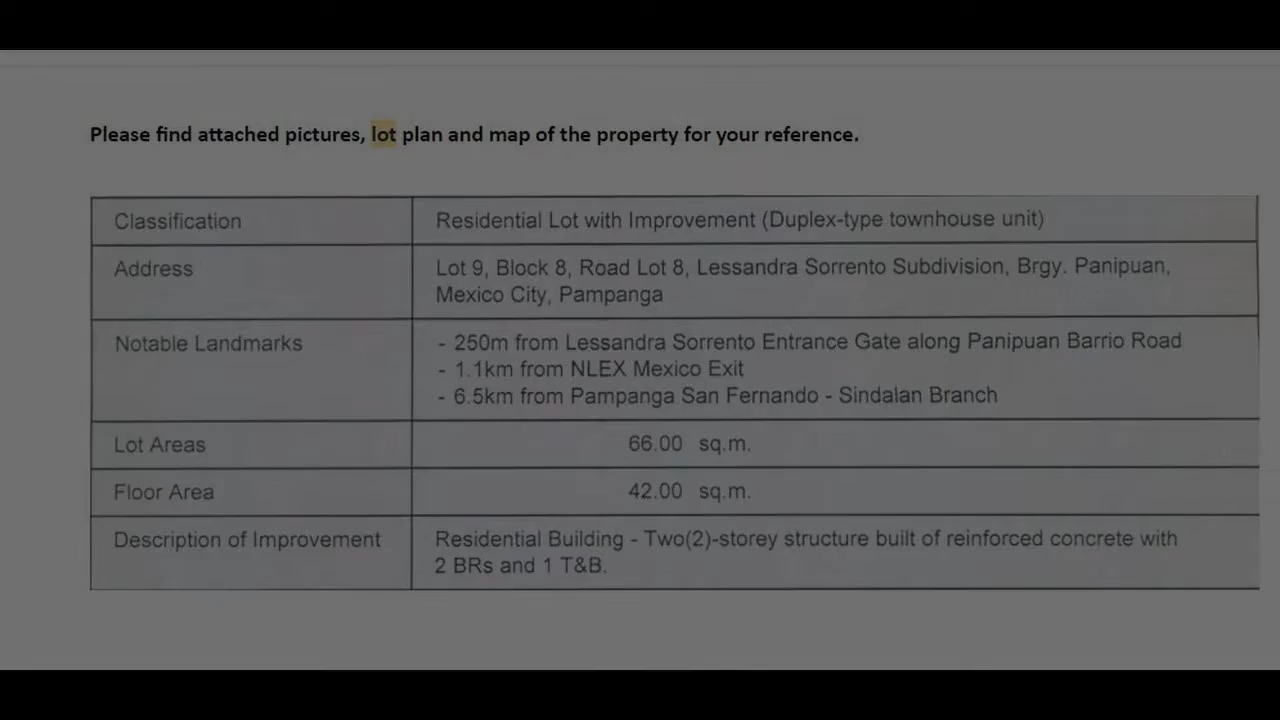 Please find attached pictures, lot plan and map of the property for your reference.
Classification Residential Lot with Improvement (Duplex-type townhouse unit)
Address Lot 9, Block 8, Road Lot 8, Lessandra Sorrento Subdivision, Brgy. Panipuan,
Mexico City, Pampanga
Notable Landmarks - 250m from Lessandra Sorrento Entrance Gate along Panipuan Barrio Road
- 1.1km from NLEX Mexico Exit
- 6.5km from Pampanga San Fernando - Sindalan Branch
Lot Areas 66.00 sq.m.
Floor Area 42.00 sq.m.
Description of Improvement Residential Building - Two(2)-storey structure built of reinforced concrete with
2 BRs and 1 T&B.